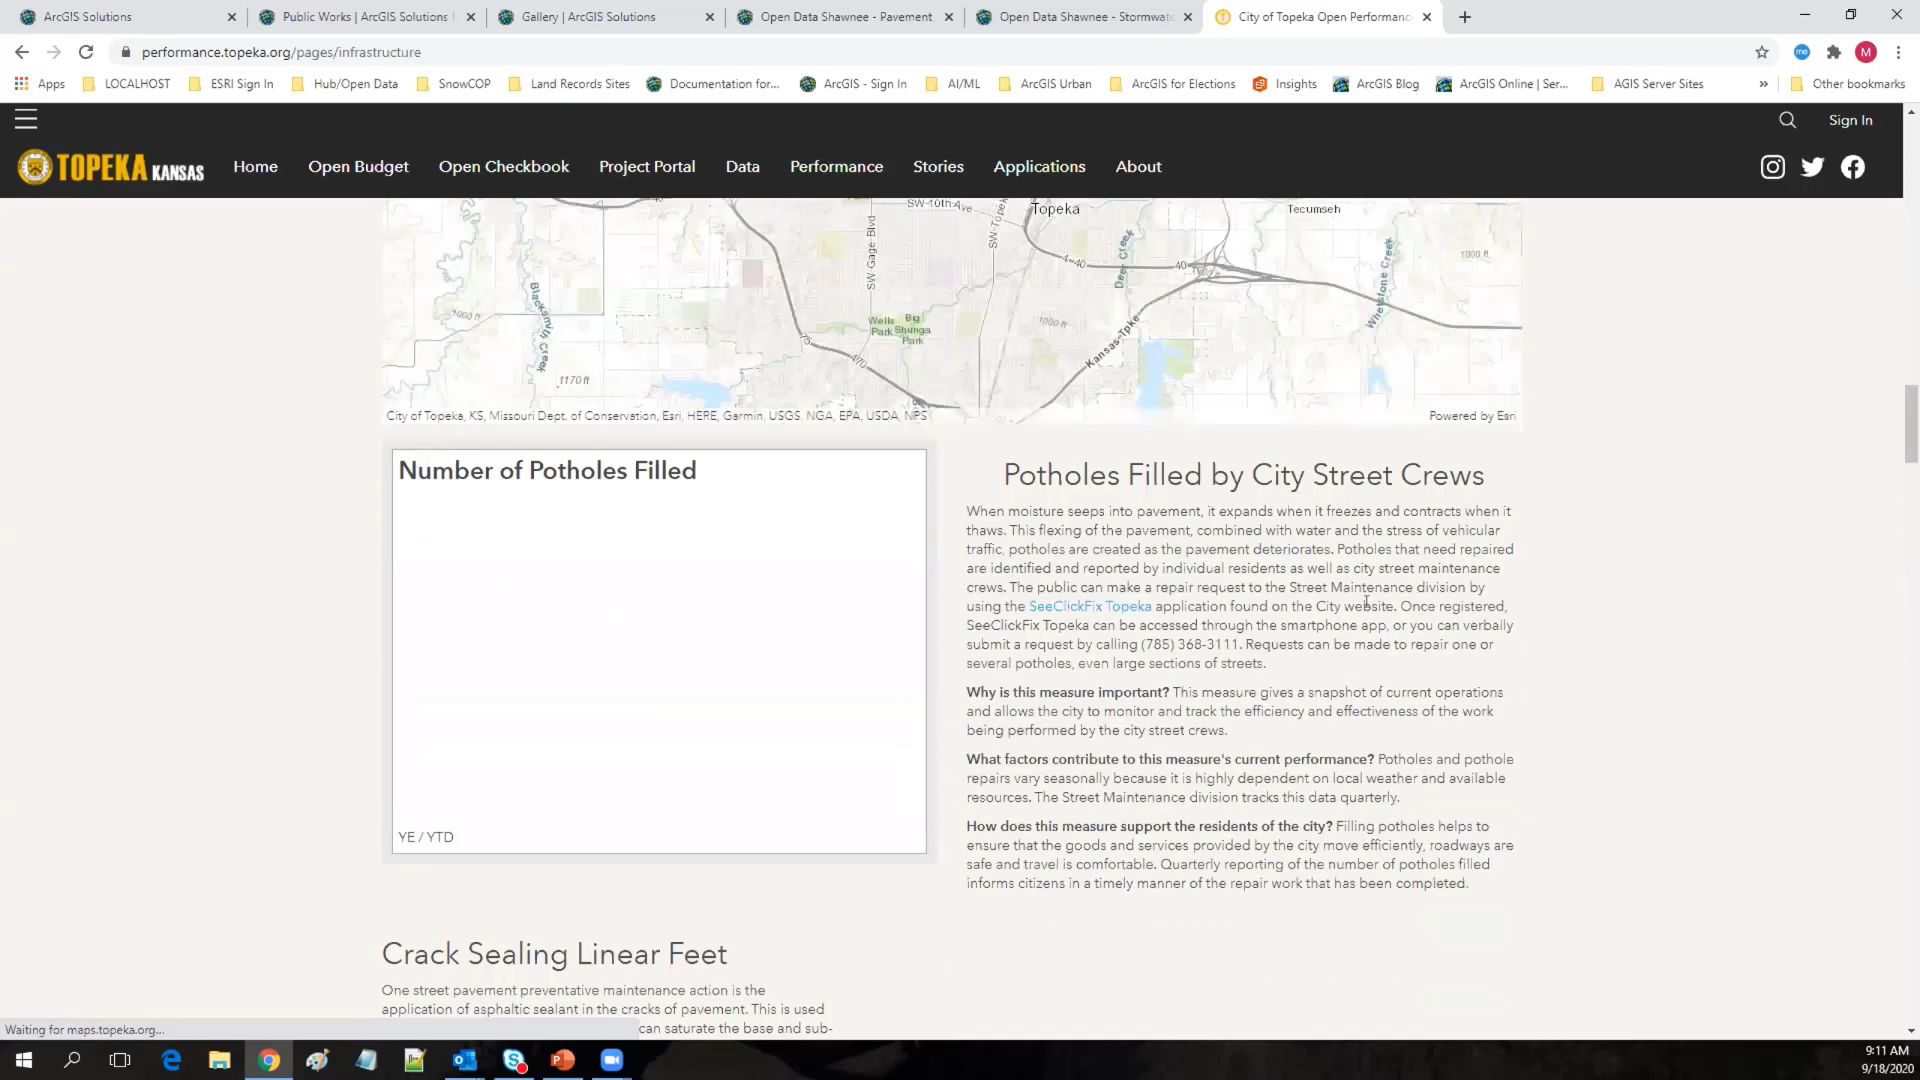 ArcGIS Solutions
Public Works | ArcGIS Solutions
Gallery | ArcGIS Solutions
Open Data Shawnee - Pavement
Open Data Shawnee - Stormwate
City of Topeka Open Performanc
performance.topeka.org/pages/infrastructure
me
M
Apps LOCALHOST ESRI Sign In Hub/Open Data SnowCOP Land Records Sites Documentation for... ArcGIS - Sign In AI/ML ArcGIS Urban ArcGIS for Elections Insights ArcGIS Blog ArcGIS Online | Ser... AGIS Server Sites » Other bookmarks
Sign In
TOPEKA KANSAS Home Open Budget Open Checkbook Project Portal Data Performance Stories Applications About
SW-10th-Ave
Topeka
Tecumseh
SW-Gage-Blvd
SW-Topek
Deer Creek
40
1000 ft
Whetstone Creek
Blacksmith Creek
1000 ft
Wells Park
Big Shunga Park
1000 ft
Kansas-Tpke
75
470
1170 ft
City of Topeka, KS, Missouri Dept. of Conservation, Esri, HERE, Garmin, USGS, NGA, EPA, USDA, NPS
Powered by Esri
Number of Potholes Filled
YE / YTD
Potholes Filled by City Street Crews
When moisture seeps into pavement, it expands when it freezes and contracts when it
thaws. This flexing of the pavement, combined with water and the stress of vehicular
traffic, potholes are created as the pavement deteriorates. Potholes that need repaired
are identified and reported by individual residents as well as city street maintenance
crews. The public can make a repair request to the Street Maintenance division by
using the SeeClickFix Topeka application found on the City website. Once registered,
SeeClickFix Topeka can be accessed through the smartphone app, or you can verbally
submit a request by calling (785) 368-3111. Requests can be made to repair one or
several potholes, even large sections of streets.
Why is this measure important? This measure gives a snapshot of current operations
and allows the city to monitor and track the efficiency and effectiveness of the work
being performed by the city street crews.
What factors contribute to this measure's current performance? Potholes and pothole
repairs vary seasonally because it is highly dependent on local weather and available
resources. The Street Maintenance division tracks this data quarterly.
How does this measure support the residents of the city? Filling potholes helps to
ensure that the goods and services provided by the city move efficiently, roadways are
safe and travel is comfortable. Quarterly reporting of the number of potholes filled
informs citizens in a timely manner of the repair work that has been completed.
Crack Sealing Linear Feet
One street pavement preventative maintenance action is the
application of asphaltic sealant in the cracks of pavement. This is used
can saturate the base and sub-
Waiting for maps.topeka.org...
9:11 AM
9/18/2020